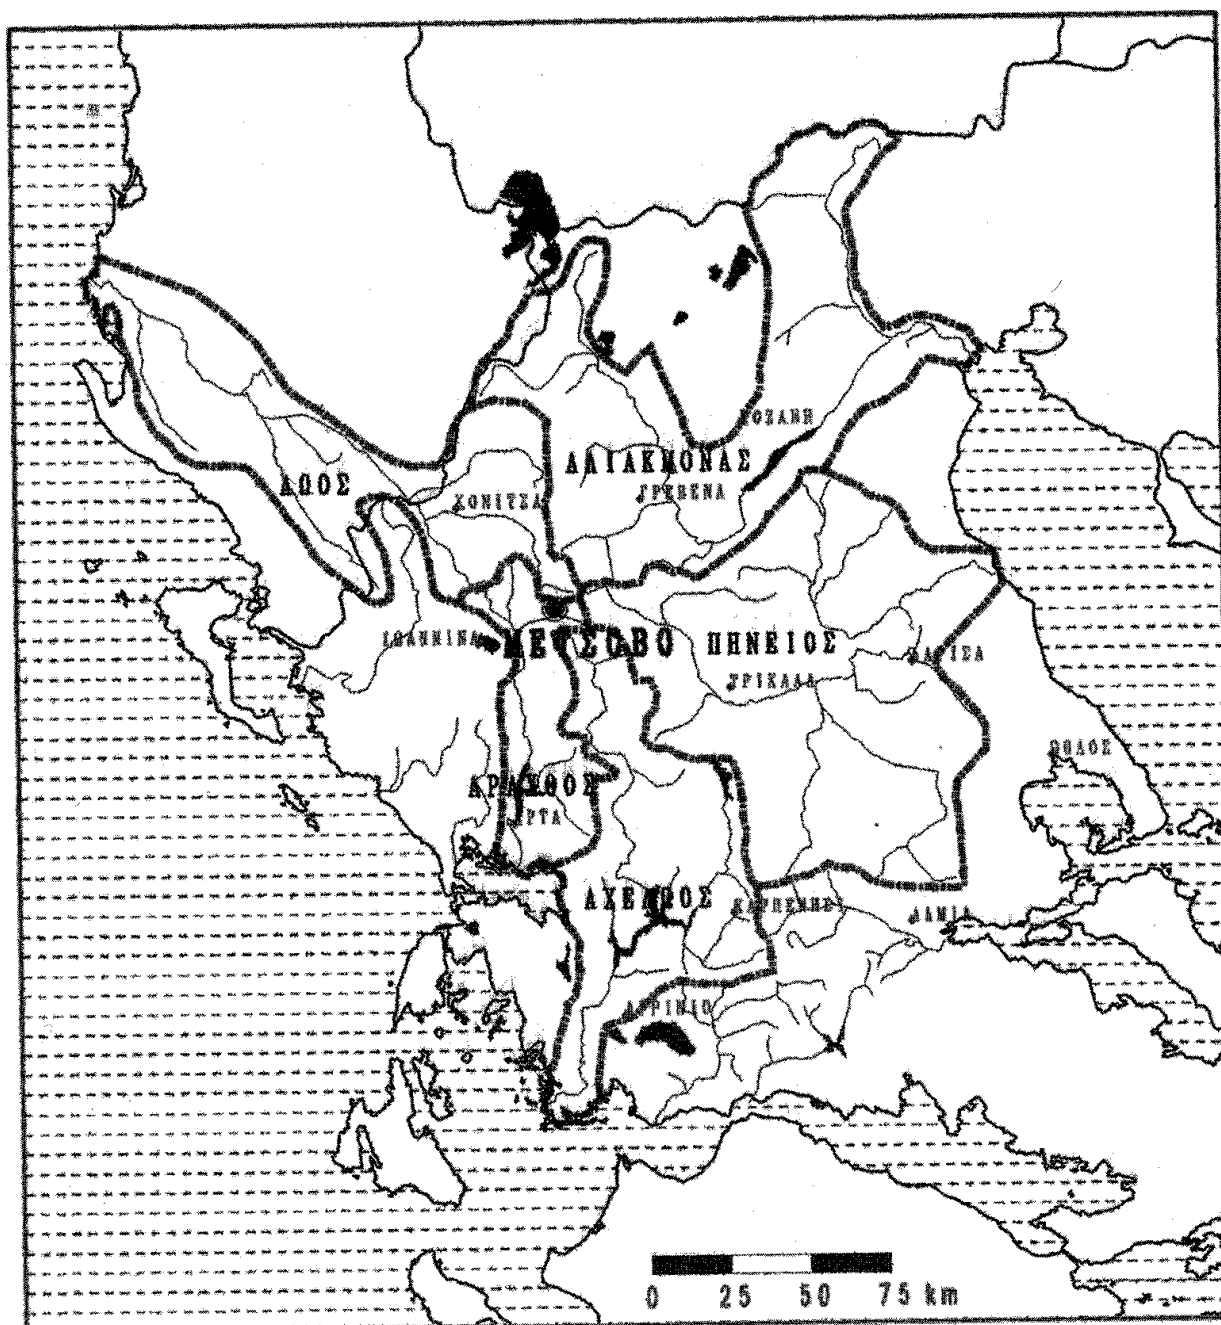 ΚΟΖΑΝΗ
ΑΛΙΑΚΜΟΝΑΣ
ΑΩΟΣ
ΓΡΕΒΕΝΑ
ΚΟΝΙΤΣΑ
ΙΩΑΝΝΙΝΑ
ΜΕΤΣΟΒΟ
ΠΗΝΕΙΟΣ
ΛΑΡΙΣΑ
ΤΡΙΚΑΛΑ
ΒΟΛΟΣ
ΑΡΑΧΘΟΣ
ΑΡΤΑ
ΑΧΕΛΩΟΣ
ΚΑΡΠΕΝΗΣΙ
ΛΑΜΙΑ
ΑΓΡΙΝΙΟ
0 25 50 75 km